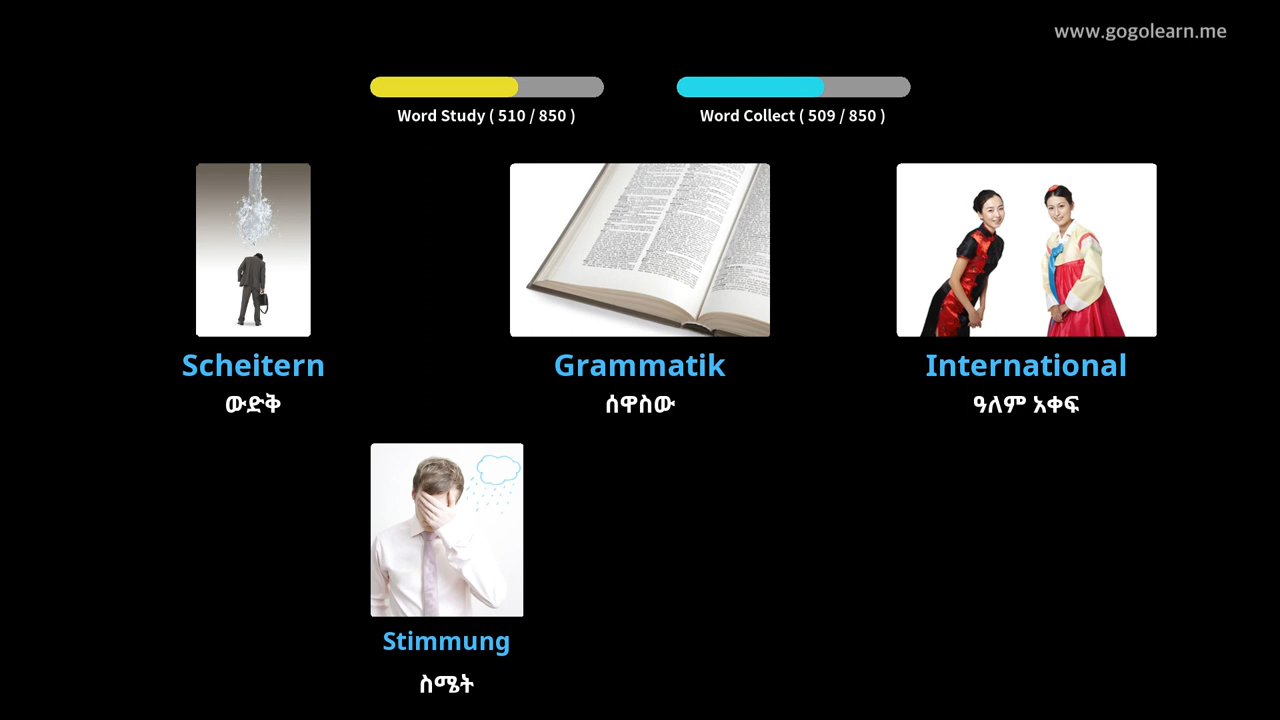 www.gogolearn.me
Word Study ( 510 / 850 )
Word Collect ( 509 / 850 )
Scheitern
Grammatik
International
ውድቅ
ሰዋስው
ዓለም አቀፍ
Stimmung
ስሜት